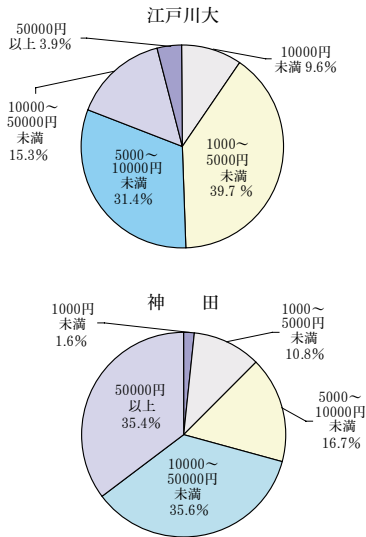 江戸川大
50000円
以上 3.9%
10000円
未満 9.6%
10000～
50000円
未満
15.3%
1000～
5000円
未満
39.7 %
5000～
10000円
未満
31.4%
神 田
1000円
未満
1.6%
1000～
5000円
未満
10.8%
50000円
以上
35.4%
5000～
10000円
未満
16.7%
10000～
50000円
未満
35.6%